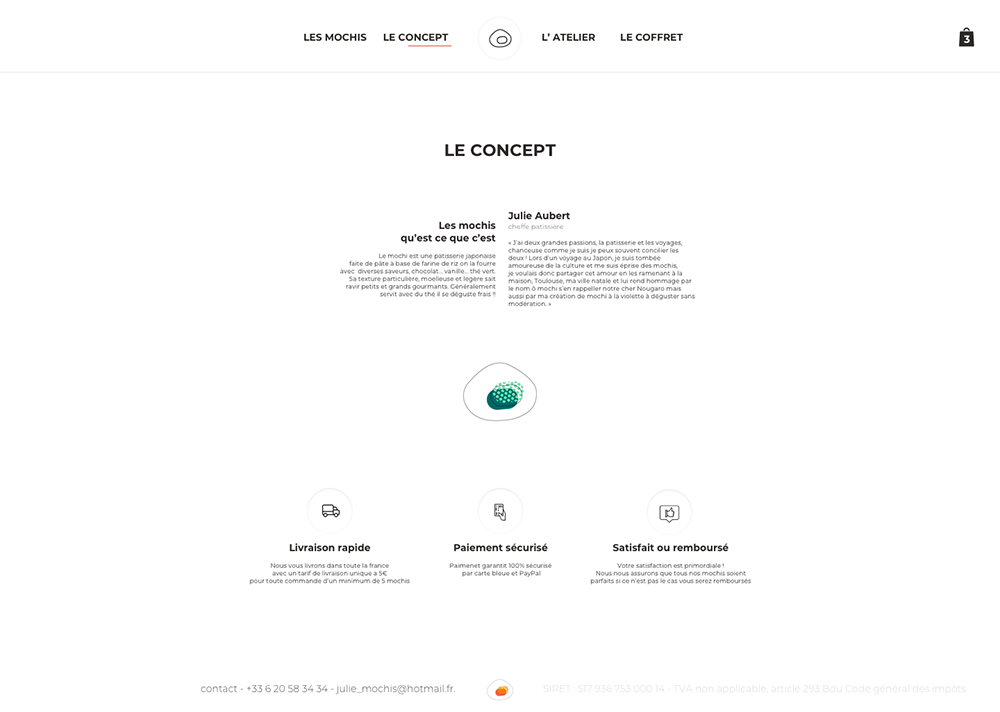 LES MOCHIS
LE CONCEPT
L' ATELIER
LE COFFRET
3
LE CONCEPT
Les mochis
qu'est ce que c'est
Le mochi est une patisserie japonaise
faite de pâte à base de farine de riz on la fourre
avec diverses saveurs, chocolat... vanille... thé vert.
Sa texture particulière, moelleuse et légère sait
ravir petits et grands gourmants. Généralement
servit avec du thé il se déguste frais !!
Julie Aubert
cheffe patissière
« J'ai deux grandes passions, la patisserie et les voyages,
chanceuse comme je suis je peux souvent concilier les
deux ! Lors d'un voyage au Japon, je suis tombée
amoureuse de la culture et me suis éprise des mochis,
je voulais donc partager cet amour en les ramenant à la
maison, Toulouse, ma ville natale et lui rend hommage par
le nom ô mochi s'en rappeller notre cher Nougaro mais
aussi par ma création de mochi à la violette à déguster sans
modération. »
Livraison rapide
Nous vous livrons dans toute la france
avec un tarif de livraison unique a 5€
pour toute commande d'un minimum de 5 mochis
Paiement sécurisé
Paimenet garantit 100% sécurisé
par carte bleue et PayPal
Satisfait ou remboursé
Votre satisfaction est primordiale !
Nous nous assurons que tous nos mochis soient
parfaits si ce n'est pas le cas vous serez remboursés
contact - +33 6 20 58 34 34 - julie_mochis@hotmail.fr.
SIRET : 517 936 753 000 14 - TVA non applicable, article 293 Bdu Code général des impôts